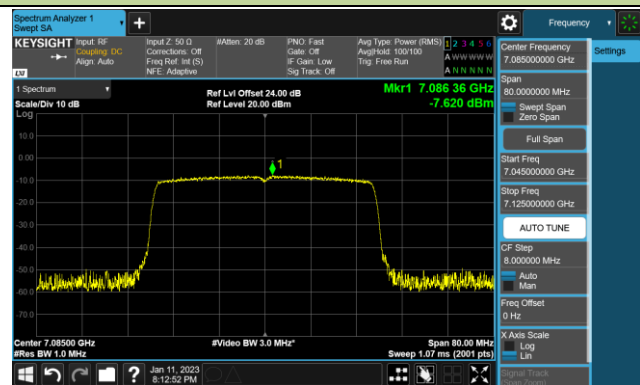 Spectrum Analyzer 1
Swept SA
Frequency
KEYSIGHT
Input: RF
Coupling: DC
Align: Auto
Input Z: 50 Ω
Corrections: Off
Freq Ref: Int (S)
NFE: Adaptive
#Atten: 20 dB
PNO: Fast
Gate: Off
IF Gain: Low
Sig Track: Off
Avg Type: Power (RMS)
Avg|Hold: 100/100
Trig: Free Run
1 2 3 4 5 6
A W W W W W
A N N N N N
LXI
1 Spectrum
Scale/Div 10 dB
Log
Ref Lvl Offset 24.00 dB
Ref Level 20.00 dBm
Mkr1 7.086 36 GHz
-7.620 dBm
10.0
0.00
-10.0
-20.0
-30.0
-40.0
-50.0
-60.0
-70.0
1
Center 7.08500 GHz
#Res BW 1.0 MHz
#Video BW 3.0 MHz*
Span 80.00 MHz
Sweep 1.07 ms (2001 pts)
Center Frequency
7.085000000 GHz
Settings
Span
80.0000000 MHz
Swept Span
Zero Span
Full Span
Start Freq
7.045000000 GHz
Stop Freq
7.125000000 GHz
AUTO TUNE
CF Step
8.000000 MHz
Auto
Man
Freq Offset
0 Hz
X Axis Scale
Log
Lin
Signal Track
(Span Zoom)
Jan 11, 2023
8:12:52 PM